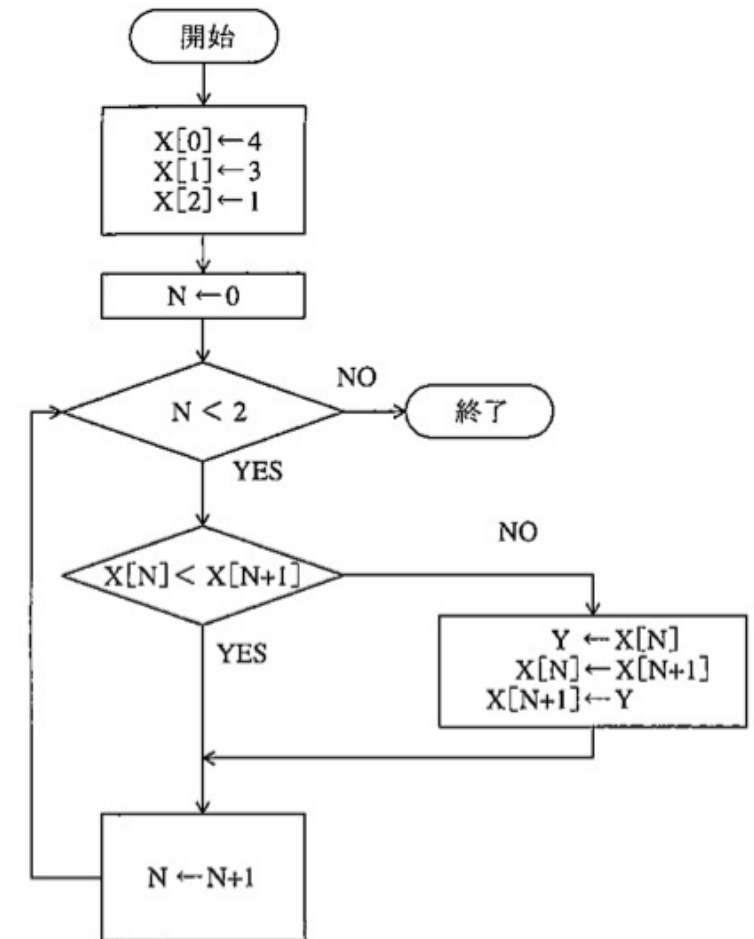 開始
X[0]←4
X[1]←3
X[2]←1
N←0
N < 2
NO
終了
YES
X[N]< X[N+1]
NO
YES
Y ←X[N]
X[N]←X[N+1]
X[N+1]←Y
N←N+1